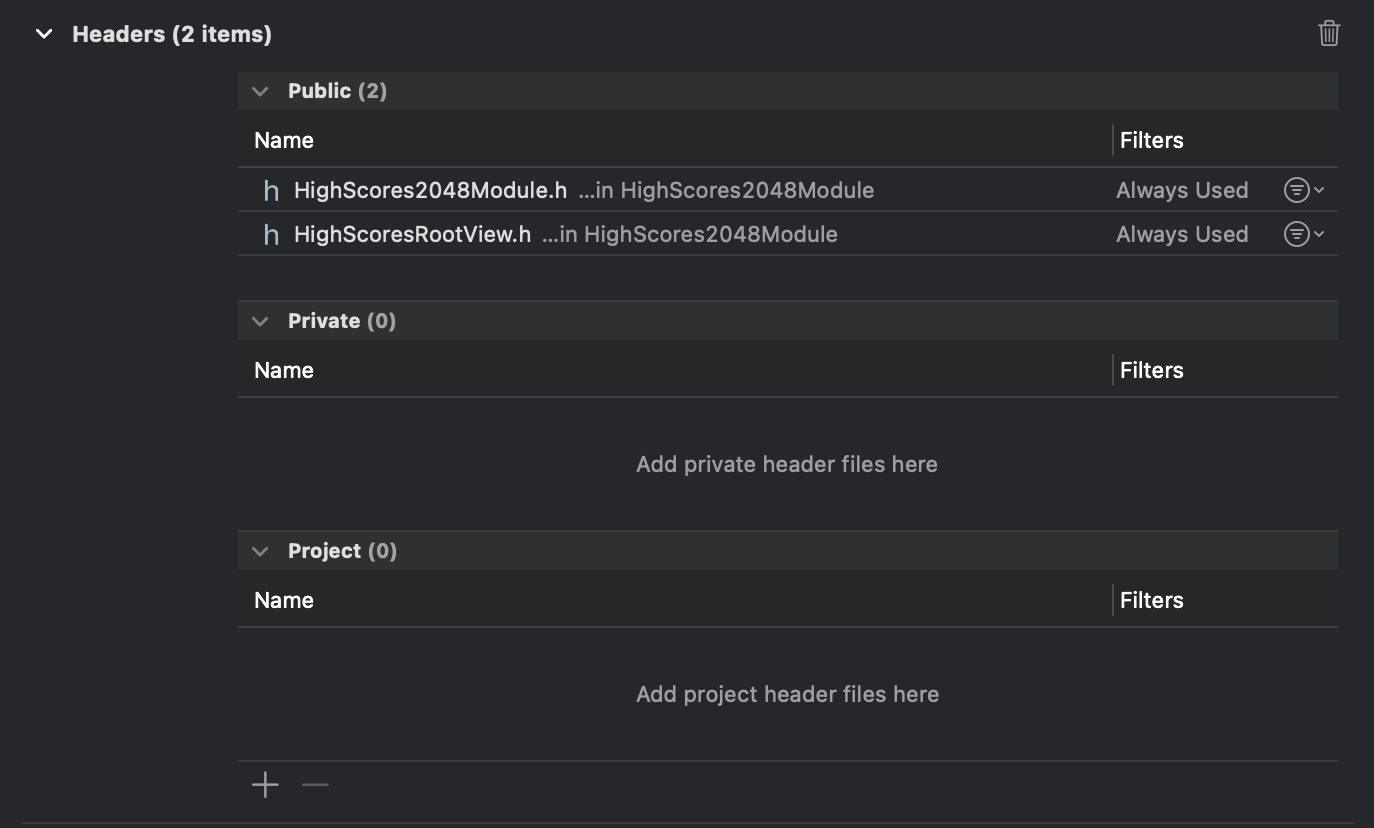 Headers (2 items)
Public (2)
Name Filters
h HighScores2048Module.h ...in HighScores2048Module Always Used
h HighScoresRootView.h ...in HighScores2048Module Always Used
Private (0)
Name Filters
Add private header files here
Project (0)
Name Filters
Add project header files here